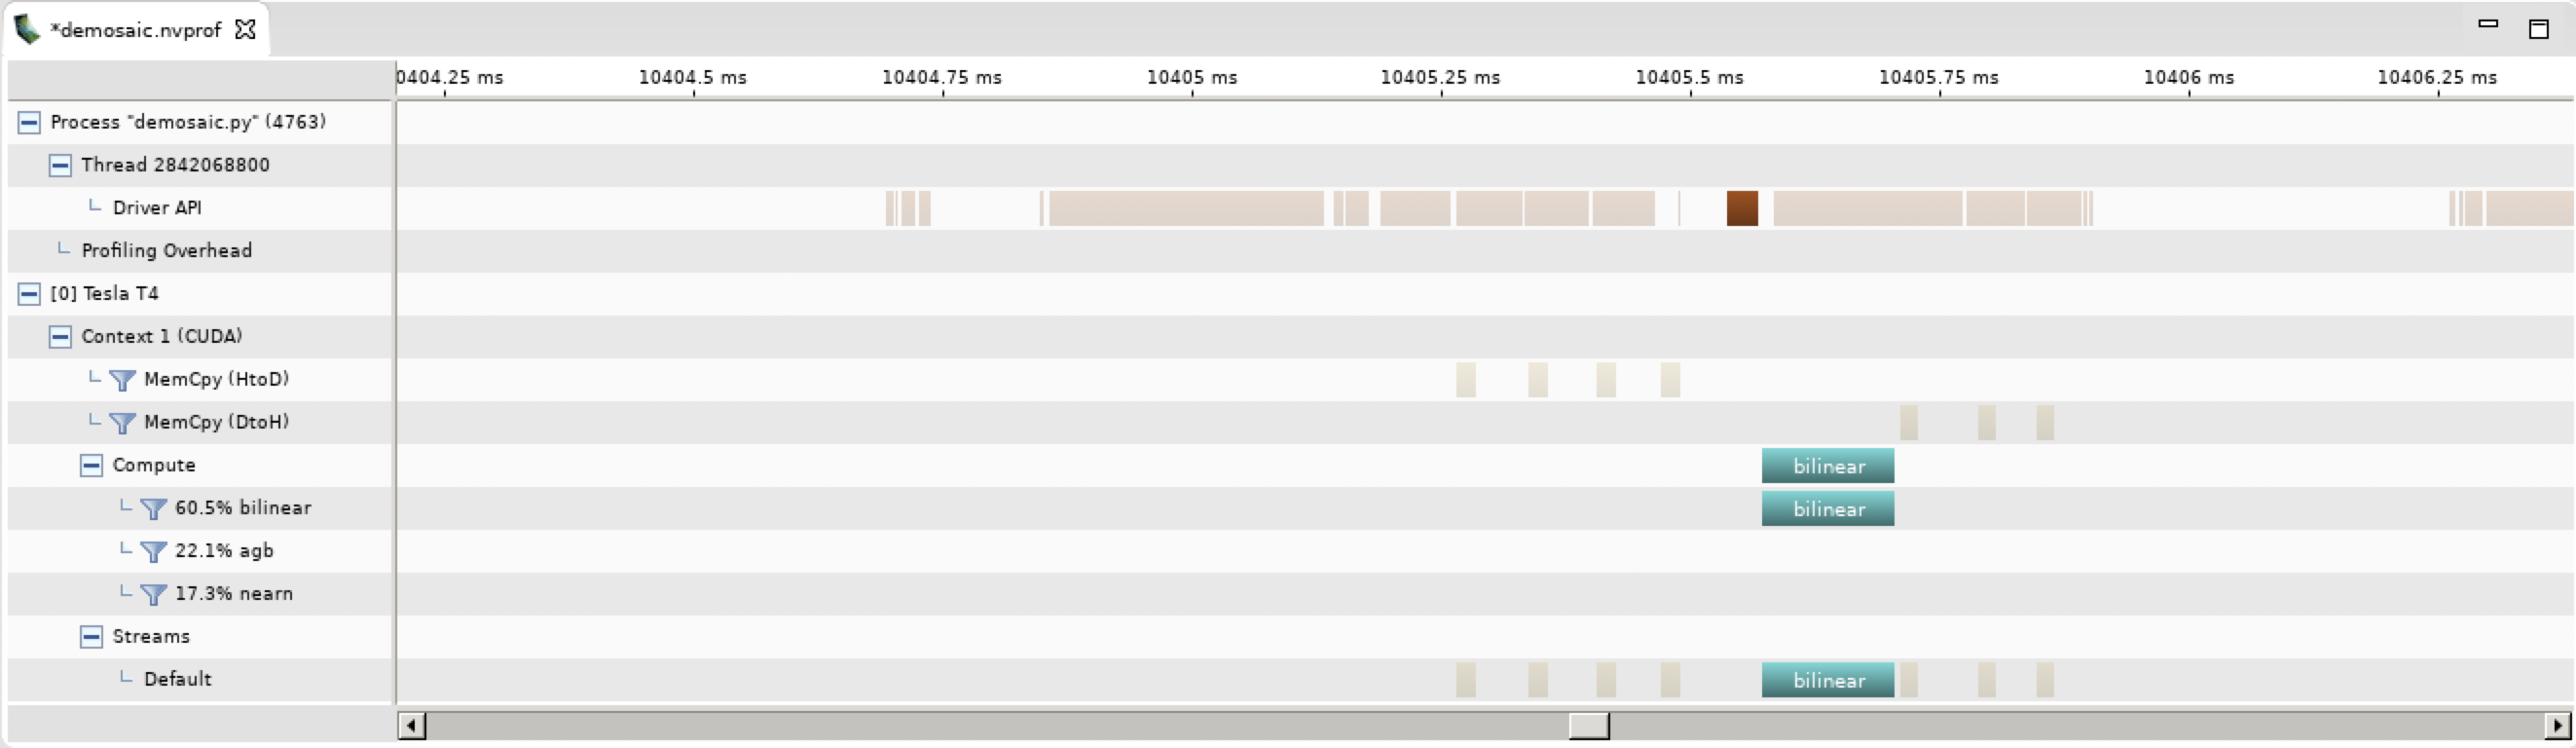 *demosaic.nvprof
0404.25 ms 10404.5 ms 10404.75 ms 10405 ms 10405.25 ms 10405.5 ms 10405.75 ms 10406 ms 10406.25 ms
Process "demosaic.py" (4763)
Thread 2842068800
Driver API
Profiling Overhead
[0] Tesla T4
Context 1 (CUDA)
MemCpy (HtoD)
MemCpy (DtoH)
Compute bilinear
60.5% bilinear bilinear
22.1% agb
17.3% nearn
Streams
Default bilinear